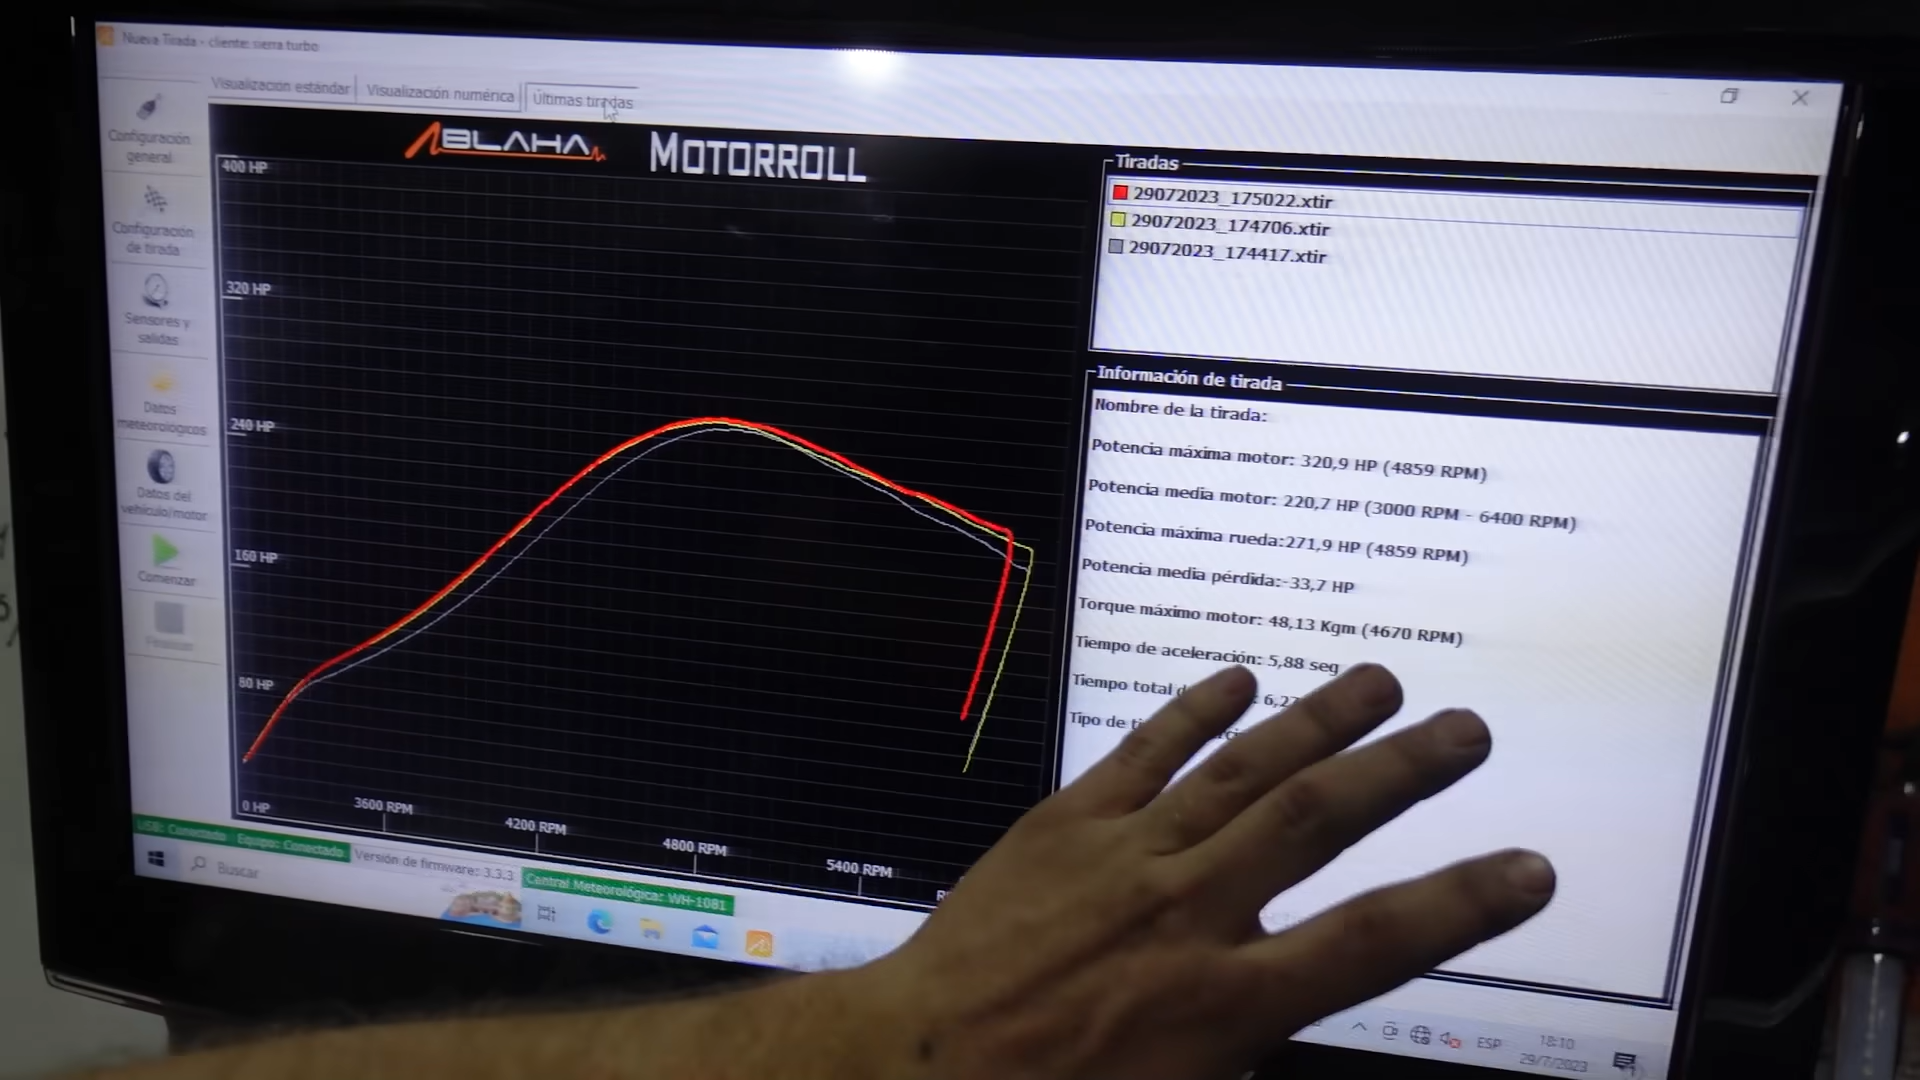 Nueva Tirada - cliente: sierra turbo
Visualización estándar
Visualización numérica
Últimas tiradas
Configuración
general
Configuración
de tirada
Sensores y
salidas
Datos
meteorológicos
Datos del
vehículo/motor
Comenzar
ABLAHA
MOTORROLL
400 HP
320 HP
240 HP
160 HP
80 HP
0 HP
3600 RPM
4200 RPM
4800 RPM
5400 RPM
Tiradas
29072023_175022.xtir
29072023_174706.xtir
29072023_174417.xtir
Información de tirada
Nombre de la tirada:
Potencia máxima motor: 320,9 HP (4859 RPM)
Potencia media motor: 220,7 HP (3000 RPM - 6400 RPM)
Potencia máxima rueda:271,9 HP (4859 RPM)
Potencia media pérdida:-33,7 HP
Torque máximo motor: 48,13 Kgm (4670 RPM)
Tiempo de aceleración: 5,88 seg
Tiempo total
Tipo de
USB: Conectado
Equipo: Conectado
Versión de firmware: 3.3.3
Central Meteorológica: WH-1081
Buscar
ESP
18:10
29/7/2023